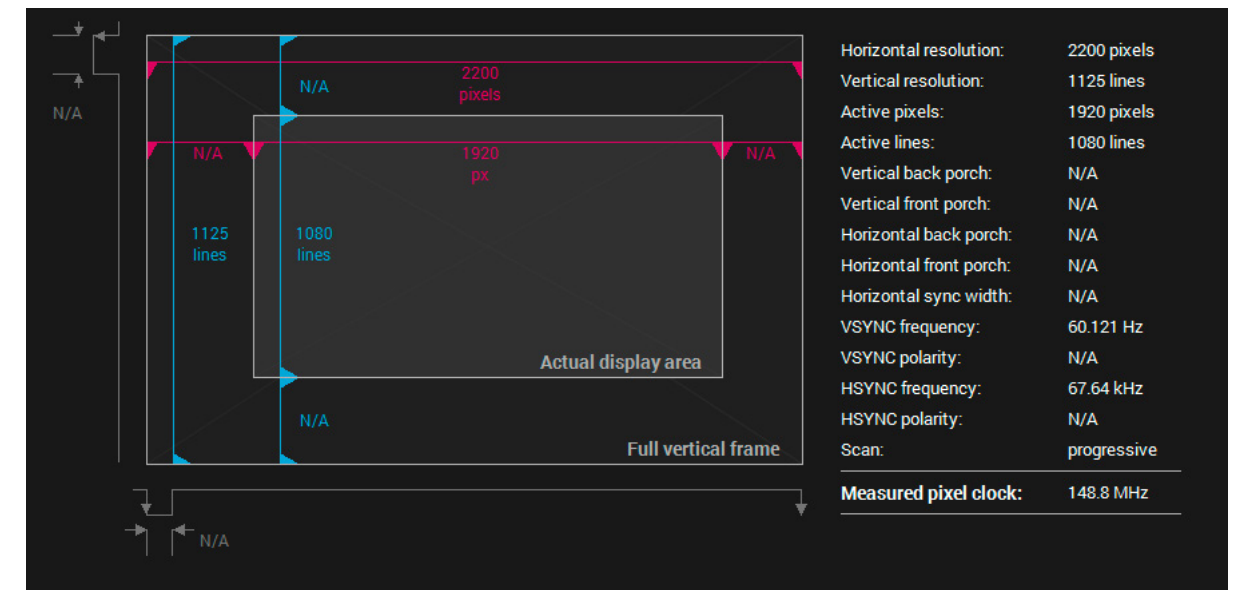 N/A
2200
pixels
N/A
N/A
1920
px
N/A
1125
lines
1080
lines
Actual display area
N/A
Full vertical frame
N/A
Horizontal resolution: 2200 pixels
Vertical resolution: 1125 lines
Active pixels: 1920 pixels
Active lines: 1080 lines
Vertical back porch: N/A
Vertical front porch: N/A
Horizontal back porch: N/A
Horizontal front porch: N/A
Horizontal sync width: N/A
VSYNC frequency: 60.121 Hz
VSYNC polarity: N/A
HSYNC frequency: 67.64 kHz
HSYNC polarity: N/A
Scan: progressive
Measured pixel clock: 148.8 MHz